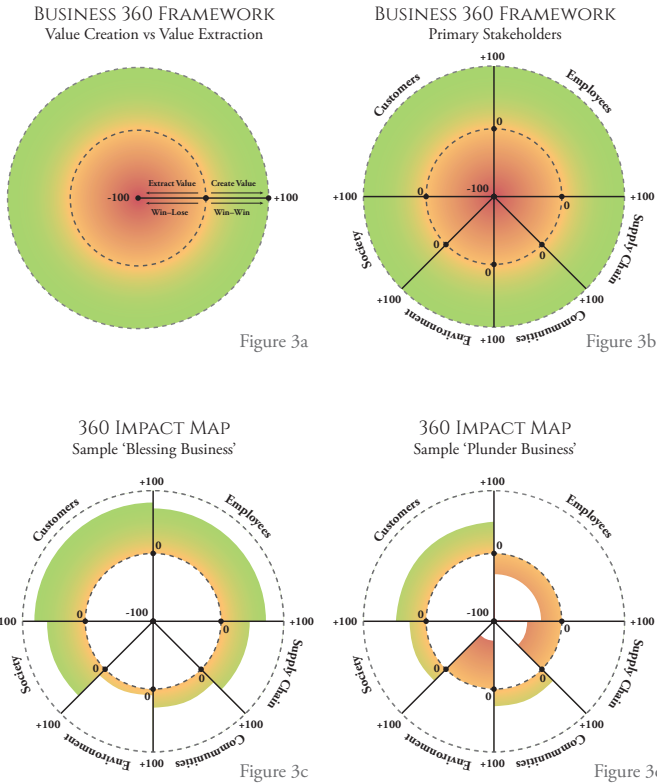 BUSINESS 360 FRAMEWORK
Value Creation vs Value Extraction
-100
Extract Value
Create Value
Win–Lose
Win–Win
+100
Figure 3a
BUSINESS 360 FRAMEWORK
Primary Stakeholders
+100
Customers
Employees
0
-100
+100
0
0
+100
Society
0
0
Supply Chain
0
+100
+100
Environment
Communities
+100
Figure 3b
360 IMPACT MAP
Sample ‘Blessing Business’
+100
Customers
Employees
0
-100
100
0
0
+100
Society
0
0
Supply Chain
0
+100
+100
Environment
Communities
+100
Figure 3c
360 IMPACT MAP
Sample ‘Plunder Business’
+100
Customers
Employees
0
-100
+100
0
0
+100
Society
0
0
Supply Chain
0
+100
+100
Environment
Communities
+100
Figure 3